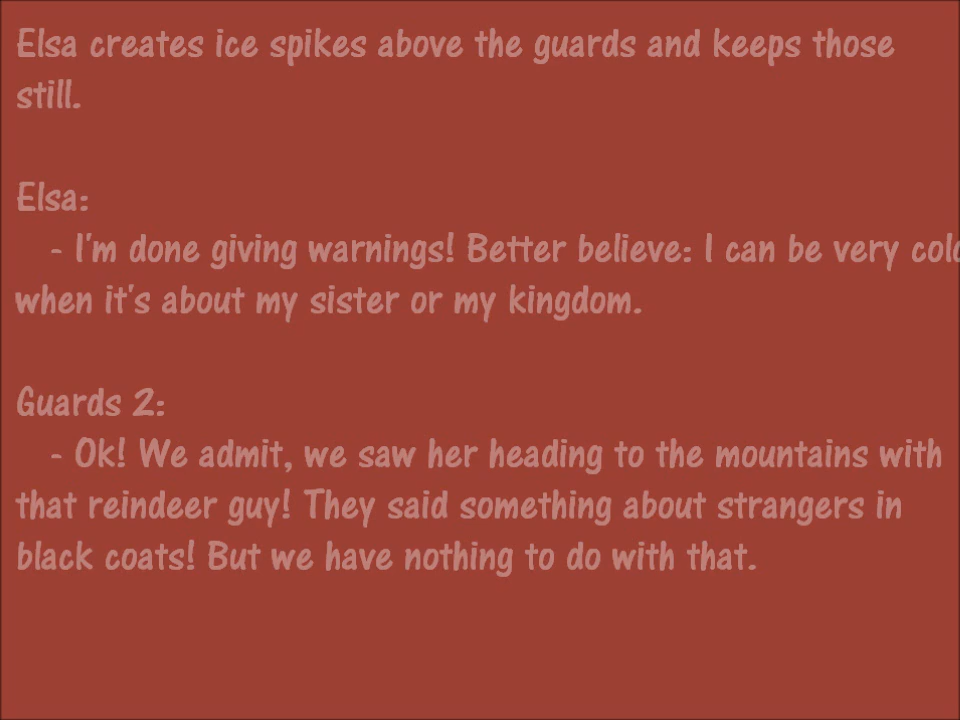 Elsa creates ice spikes above the guards and keeps those
still.
Elsa:
- I'm done giving warnings! Better believe: I can be very cold
when it's about my sister or my kingdom.
Guards 2:
- Ok! We admit, we saw her heading to the mountains with
that reindeer guy! They said something about strangers in
black coats! But we have nothing to do with that.